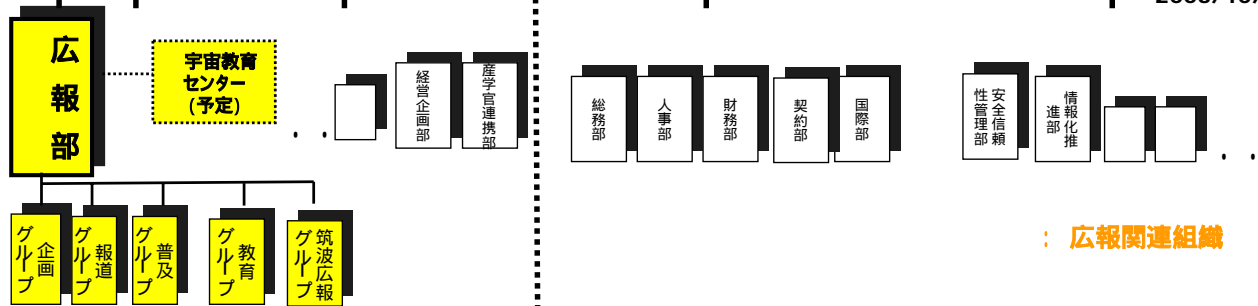 広報部
宇宙教育
センター
(予定)
. .
経営企画部
産学官連携部
総務部
人事部
財務部
契約部
国際部
安全信頼
性管理部
情報化推
進部
. .
企画
グループ
報道
グループ
普及
グループ
教育
グループ
筑波広報
グループ
: 広報関連組織